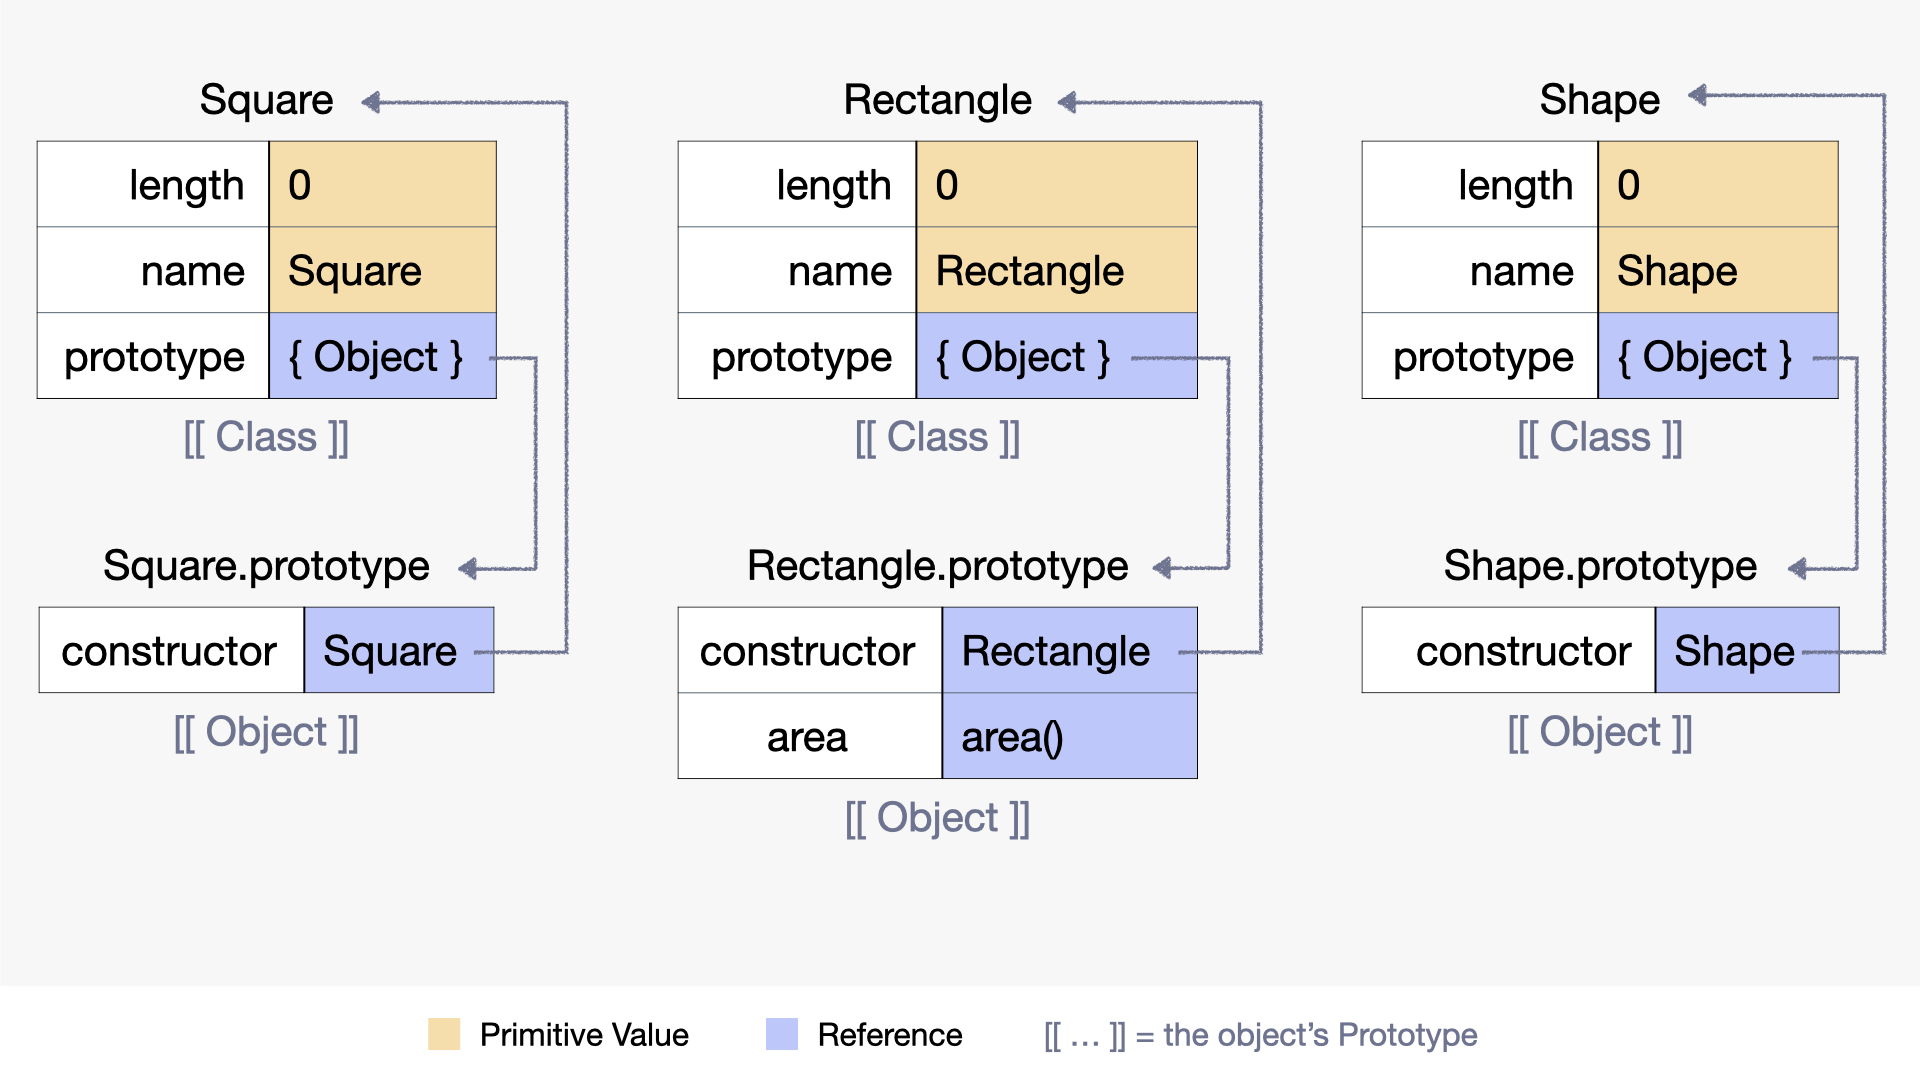 Square
length 0
name Square
prototype { Object }
[[ Class ]]
Square.prototype
constructor Square
[[ Object ]]
Rectangle
length 0
name Rectangle
prototype { Object }
[[ Class ]]
Rectangle.prototype
constructor Rectangle
area area()
[[ Object ]]
Shape
length 0
name Shape
prototype { Object }
[[ Class ]]
Shape.prototype
constructor Shape
[[ Object ]]
Primitive Value
Reference
[[ … ]] = the object’s Prototype